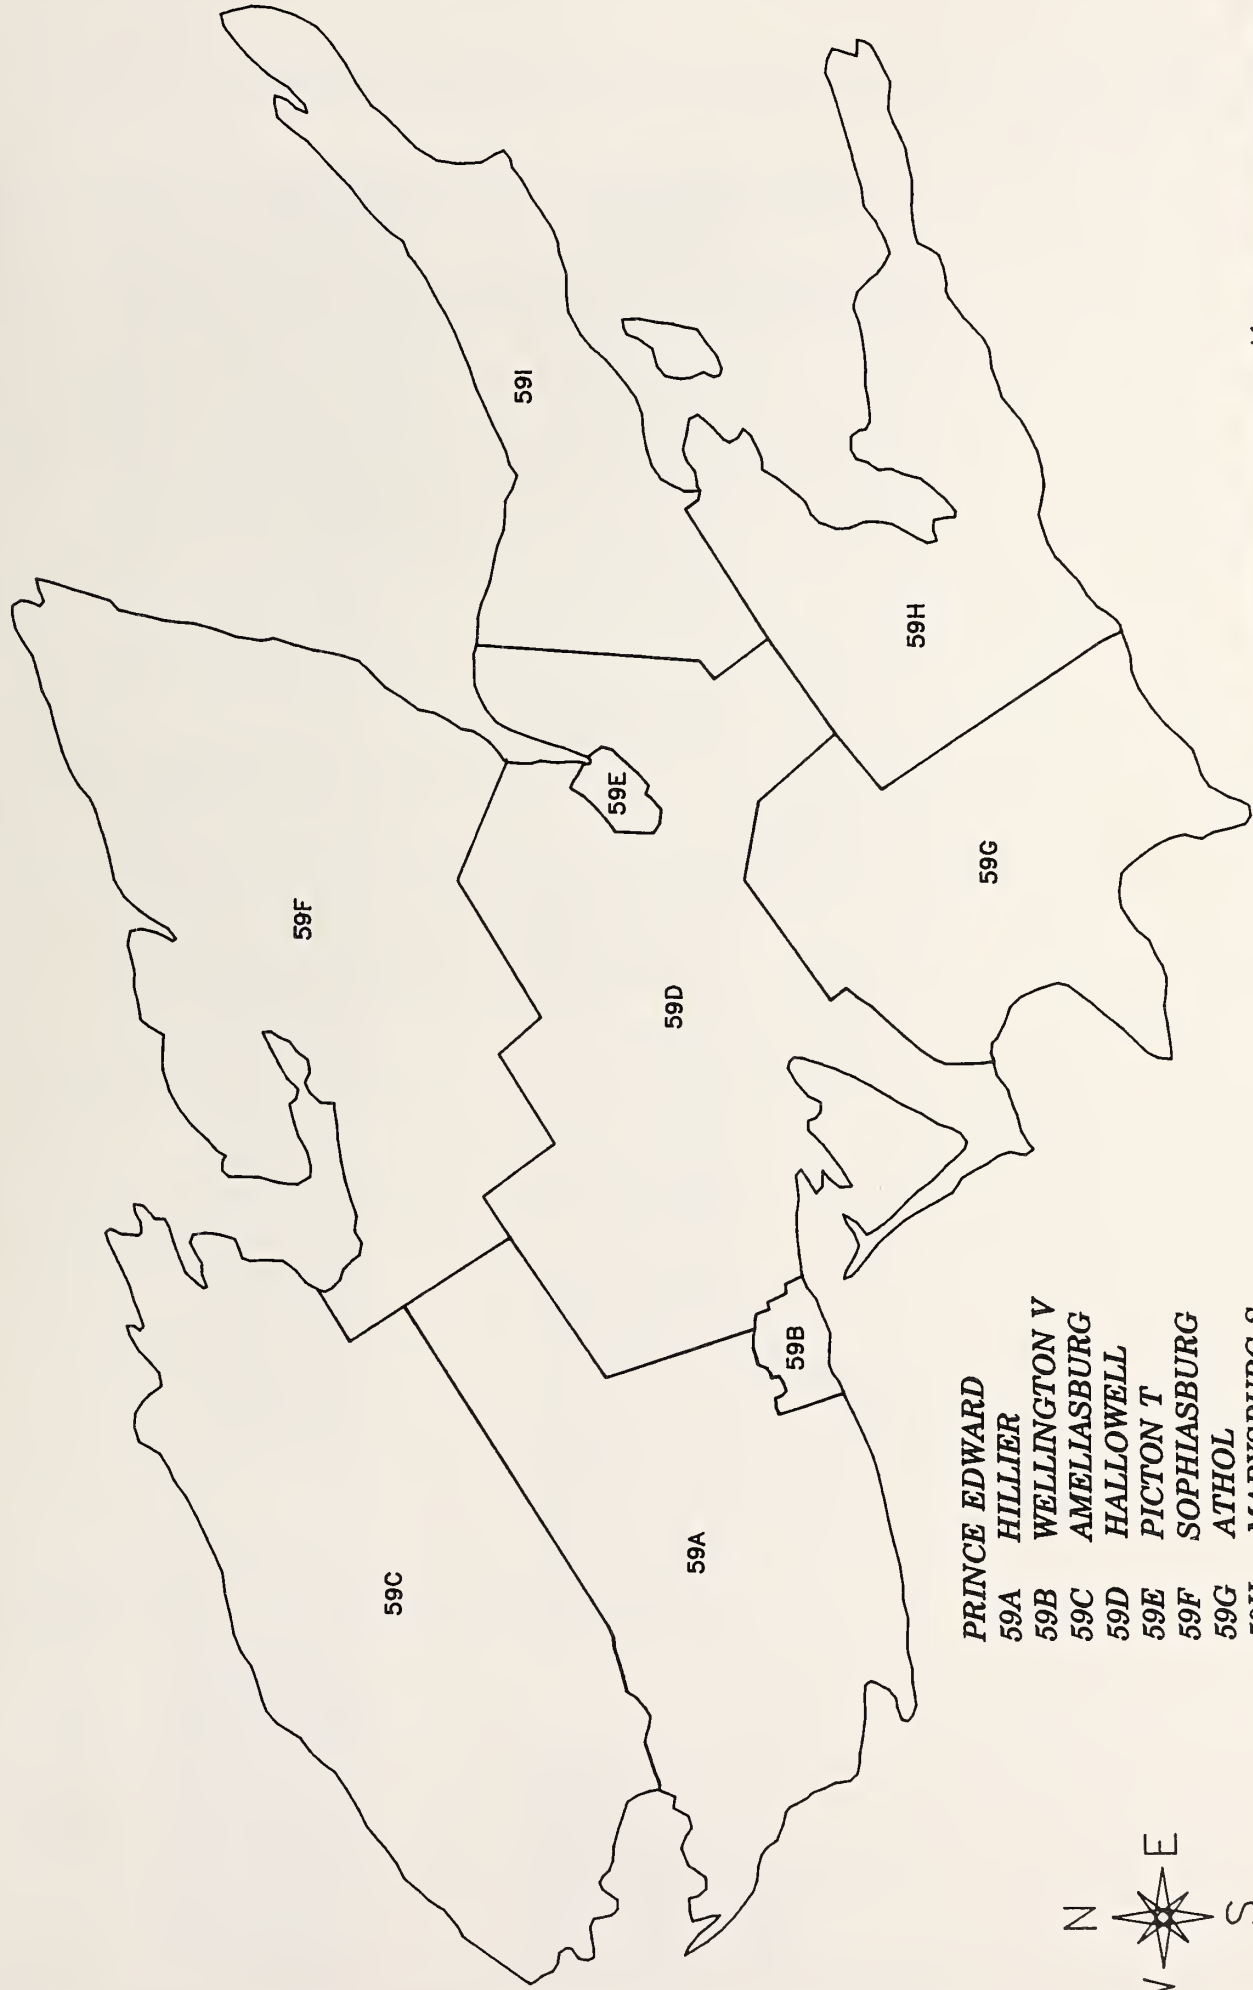 59I
59F
59E
59H
59D
59G
59C
59B
59A
PRINCE EDWARD
59A HILLIER
59B WELLINGTON V
59C AMELIASBURG
59D HALLOWELL
59E PICTON T
59F SOPHIASBURG
59G ATHOL
N
E
S